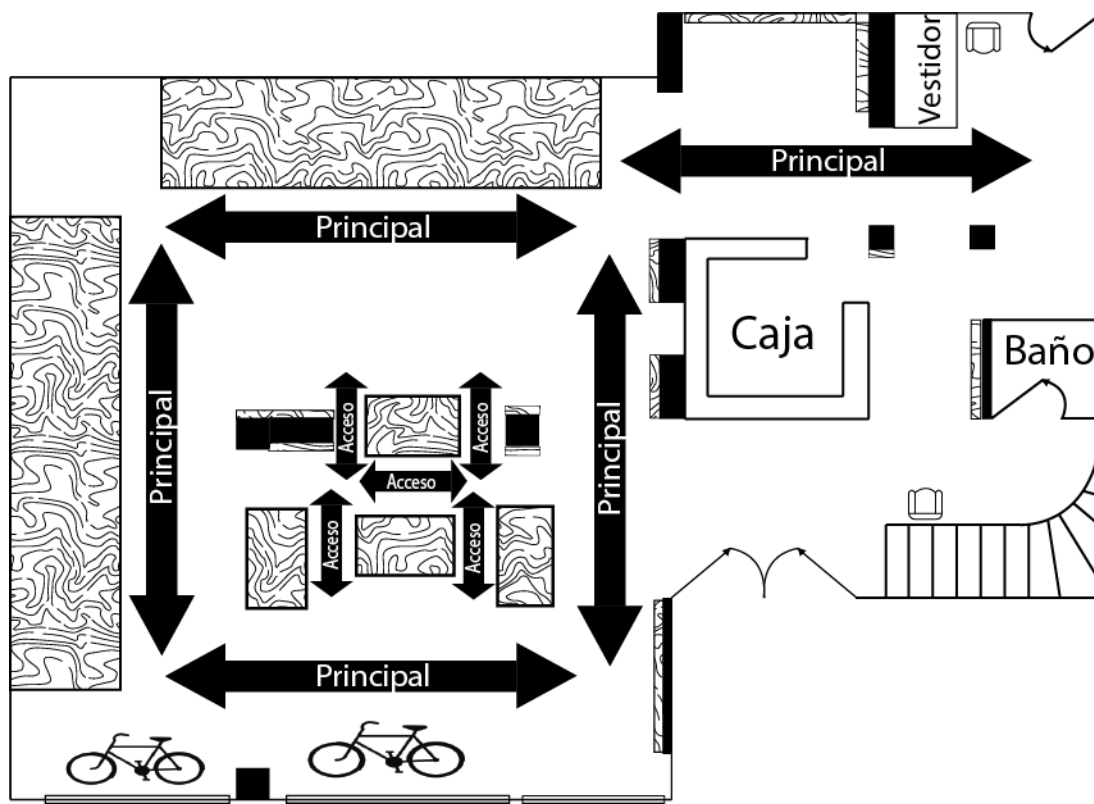 Vestidor
Principal
Principal
Principal
Principal
Caja
Baño
Acceso
Acceso
Acceso
Acceso
Acceso
Principal